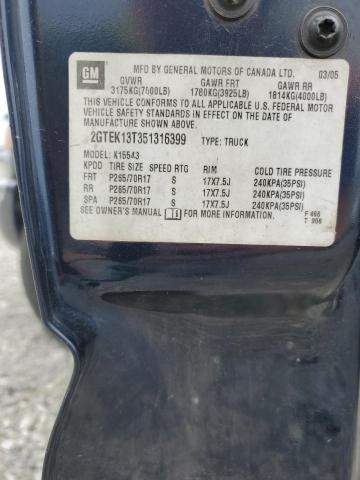 GM MFD BY GENERAL MOTORS OF CANADA LTD. 03/05
GVWR GAWR FRT GAWR RR
3175KG(7000LB) 1780KG(3925LB) 1814KG(4000LB)
THIS VEHICLE CONFORMS TO ALL APPLICABLE U.S. FEDERAL MOTOR
VEHICLE SAFETY STANDARDS IN EFFECT ON THE DATE OF
MANUFACTURE SHOWN ABOVE.
2GTEK13T351316399 TYPE: TRUCK
MODEL: K15543
KPDD TIRE SIZE SPEED RTG RIM COLD TIRE PRESSURE
FRT P265/70R17 S 17X7.5J 240KPA(35PSI)
RR P265/70R17 S 17X7.5J 240KPA(35PSI)
SPA P265/70R17 S 17X7.5J 240KPA(35PSI)
SEE OWNER'S MANUAL FOR MORE INFORMATION. F 466
T 906